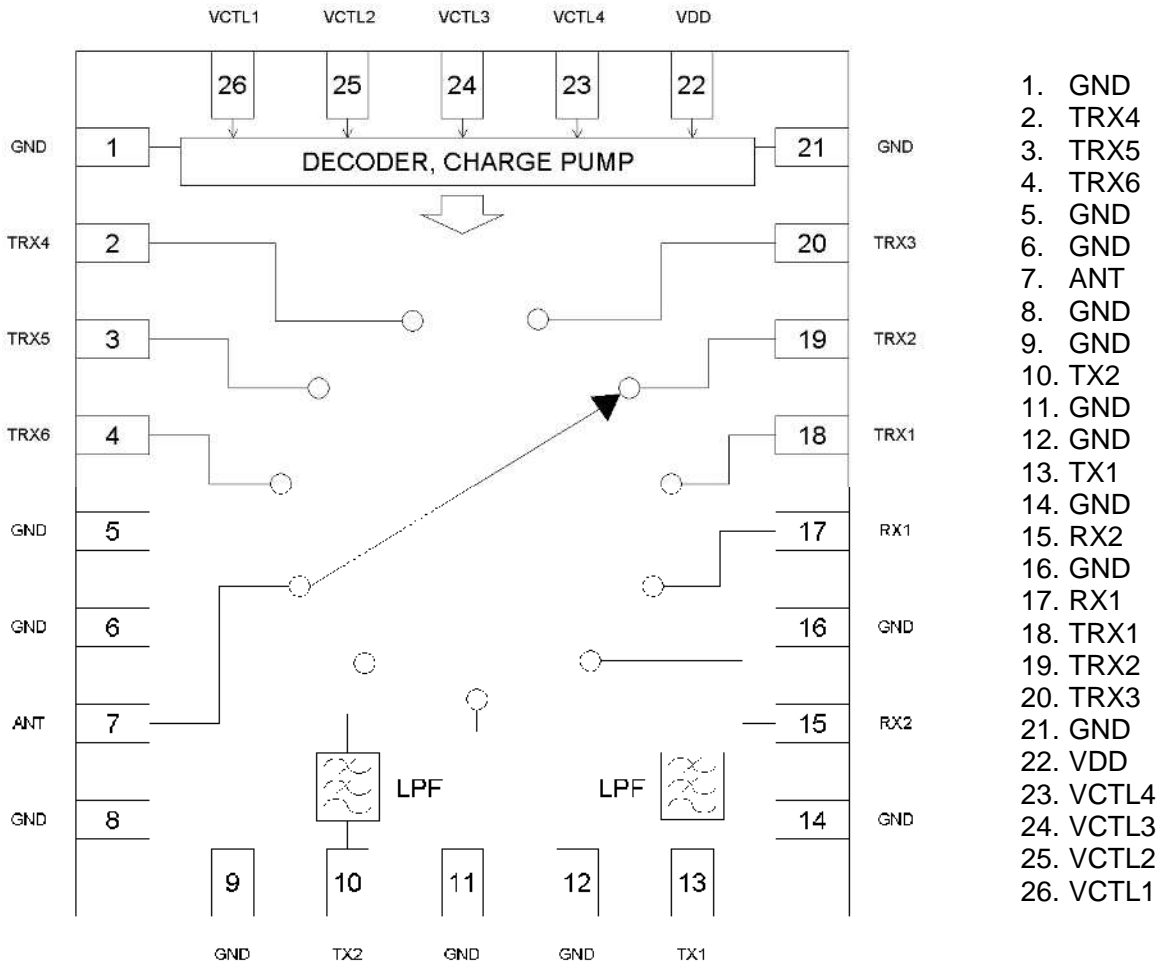 VCTL1 VCTL2 VCTL3 VCTL4 VDD
26 25 24 23 22
GND 1 DECODER, CHARGE PUMP 21 GND
TRX4 2 20 TRX3
TRX5 3 19 TRX2
TRX6 4 18 TRX1
GND 5 17 RX1
GND 6 16 GND
ANT 7 15 RX2
LPF LPF
GND 8 14 GND
9 10 11 12 13
GND TX2 GND GND TX1
1. GND
2. TRX4
3. TRX5
4. TRX6
5. GND
6. GND
7. ANT
8. GND
9. GND
10. TX2
11. GND
12. GND
13. TX1
14. GND
15. RX2
16. GND
17. RX1
18. TRX1
19. TRX2
20. TRX3
21. GND
22. VDD
23. VCTL4
24. VCTL3
25. VCTL2
26. VCTL1